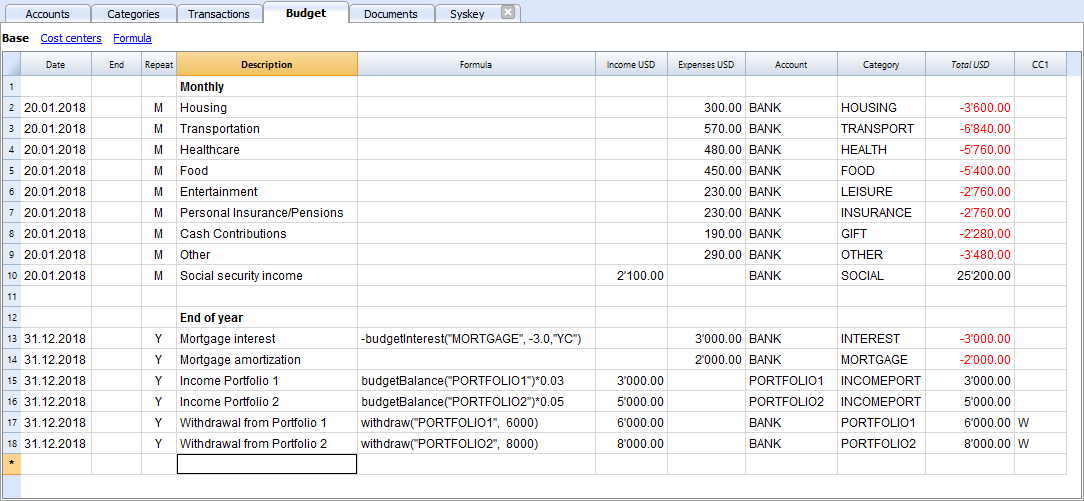 Accounts Categories Transactions Budget Documents Syskey
Base Cost centers Formula
Date End Repeat Description Formula Income USD Expenses USD Account Category Total USD CC1
1 Monthly
2 20.01.2018 M Housing 300.00 BANK HOUSING -3'600.00
3 20.01.2018 M Transportation 570.00 BANK TRANSPORT -6'840.00
4 20.01.2018 M Healthcare 480.00 BANK HEALTH -5'760.00
5 20.01.2018 M Food 450.00 BANK FOOD -5'400.00
6 20.01.2018 M Entertainment 230.00 BANK LEISURE -2'760.00
7 20.01.2018 M Personal Insurance/Pensions 230.00 BANK INSURANCE -2'760.00
8 20.01.2018 M Cash Contributions 190.00 BANK GIFT -2'280.00
9 20.01.2018 M Other 290.00 BANK OTHER -3'480.00
10 20.01.2018 M Social security income 2'100.00 BANK SOCIAL 25'200.00
11
12 End of year
13 31.12.2018 Y Mortgage interest -budgetInterest("MORTGAGE", -3.0,"YC") 3'000.00 BANK INTEREST -3'000.00
14 31.12.2018 Y Mortgage amortization 2'000.00 BANK MORTGAGE -2'000.00
15 31.12.2018 Y Income Portfolio 1 budgetBalance("PORTFOLIO1")*0.03 3'000.00 PORTFOLIO1 INCOMEPORT 3'000.00
16 31.12.2018 Y Income Portfolio 2 budgetBalance("PORTFOLIO2")*0.05 5'000.00 PORTFOLIO2 INCOMEPORT 5'000.00
17 31.12.2018 Y Withdrawal from Portfolio 1 withdraw("PORTFOLIO1", 6000) 6'000.00 BANK PORTFOLIO1 6'000.00 W
18 31.12.2018 Y Withdrawal from Portfolio 2 withdraw("PORTFOLIO2", 8000) 8'000.00 BANK PORTFOLIO2 8'000.00 W
*